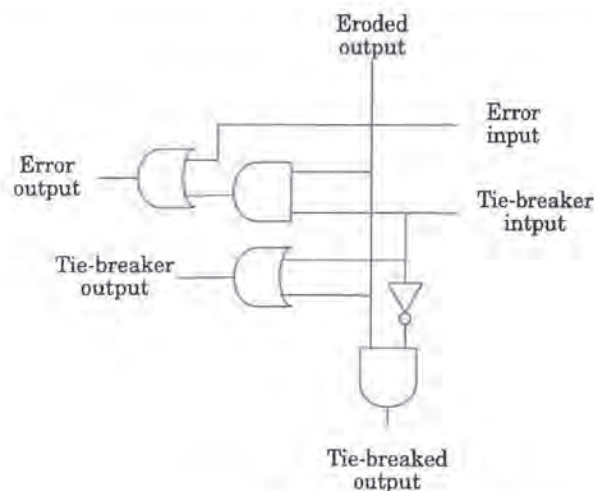 Eroded
output
Error
input
Error
output
Tie-breaker
intput
Tie-breaker
output
Tie-breaked
output